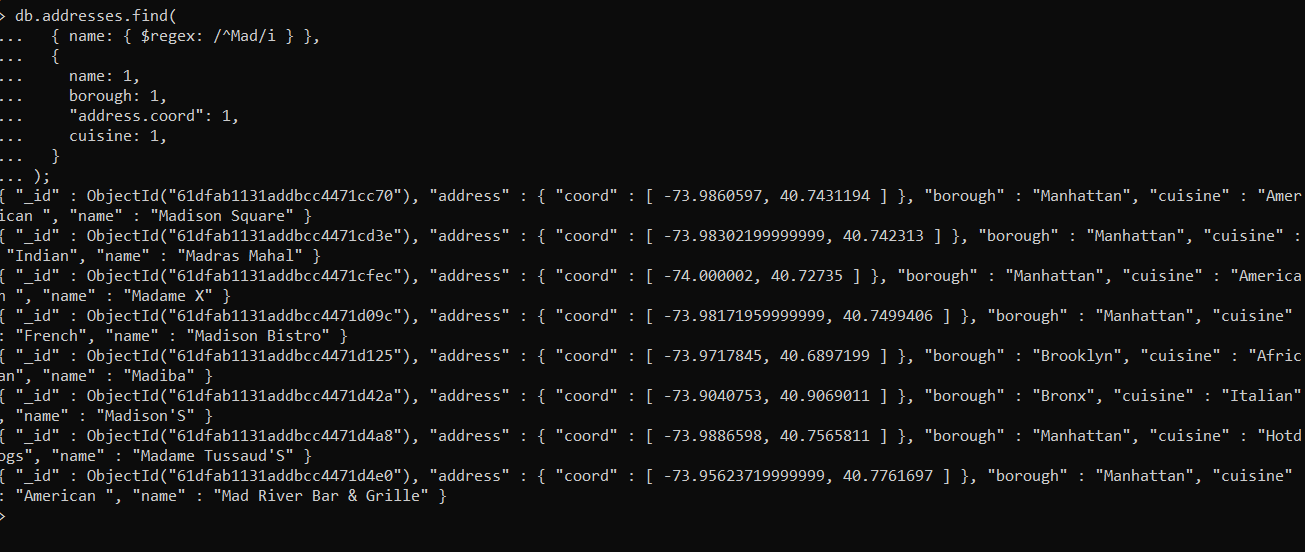 > db.addresses.find(
...   { name: { $regex: /^Mad/i } },
...   {
...     name: 1,
...     borough: 1,
...     "address.coord": 1,
...     cuisine: 1,
...   }
... );
{ "_id" : ObjectId("61dfab1131addbcc4471cc70"), "address" : { "coord" : [ -73.9860597, 40.7431194 ] }, "borough" : "Manhattan", "cuisine" : "Amer
ican ", "name" : "Madison Square" }
{ "_id" : ObjectId("61dfab1131addbcc4471cd3e"), "address" : { "coord" : [ -73.98302199999999, 40.742313 ] }, "borough" : "Manhattan", "cuisine" :
 "Indian", "name" : "Madras Mahal" }
{ "_id" : ObjectId("61dfab1131addbcc4471cfec"), "address" : { "coord" : [ -74.000002, 40.72735 ] }, "borough" : "Manhattan", "cuisine" : "America
n ", "name" : "Madame X" }
{ "_id" : ObjectId("61dfab1131addbcc4471d09c"), "address" : { "coord" : [ -73.98171959999999, 40.7499406 ] }, "borough" : "Manhattan", "cuisine"
: "French", "name" : "Madison Bistro" }
{ "_id" : ObjectId("61dfab1131addbcc4471d125"), "address" : { "coord" : [ -73.9717845, 40.6897199 ] }, "borough" : "Brooklyn", "cuisine" : "Afric
an", "name" : "Madiba" }
{ "_id" : ObjectId("61dfab1131addbcc4471d42a"), "address" : { "coord" : [ -73.9040753, 40.9069011 ] }, "borough" : "Bronx", "cuisine" : "Italian"
, "name" : "Madison'S" }
{ "_id" : ObjectId("61dfab1131addbcc4471d4a8"), "address" : { "coord" : [ -73.9886598, 40.7565811 ] }, "borough" : "Manhattan", "cuisine" : "Hotd
ogs", "name" : "Madame Tussaud'S" }
{ "_id" : ObjectId("61dfab1131addbcc4471d4e0"), "address" : { "coord" : [ -73.95623719999999, 40.7761697 ] }, "borough" : "Manhattan", "cuisine"
: "American ", "name" : "Mad River Bar & Grille" }
>